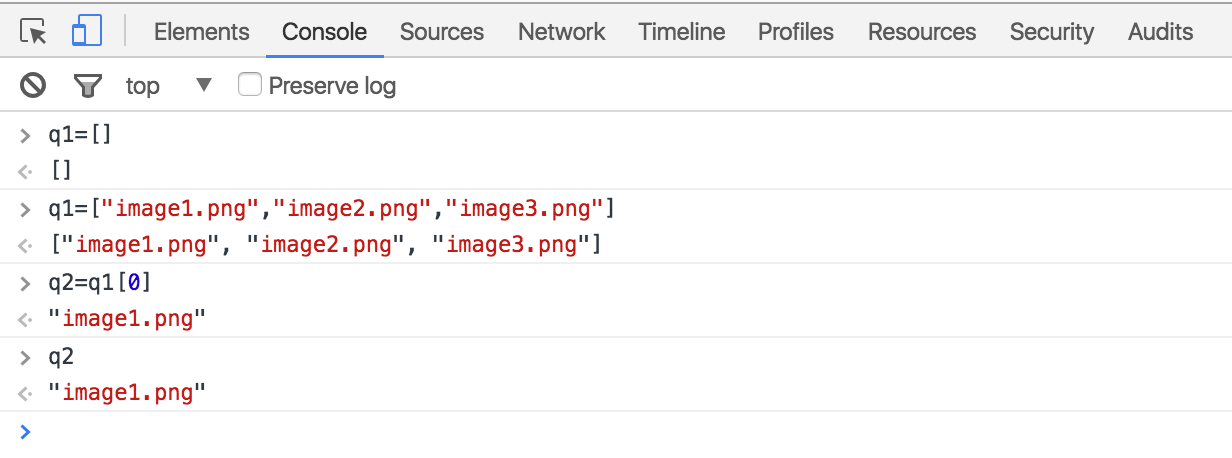 Elements Console Sources Network Timeline Profiles Resources Security Audits
top Preserve log
q1=[]
[]
q1=["image1.png","image2.png","image3.png"]
["image1.png", "image2.png", "image3.png"]
q2=q1[0]
"image1.png"
q2
"image1.png"